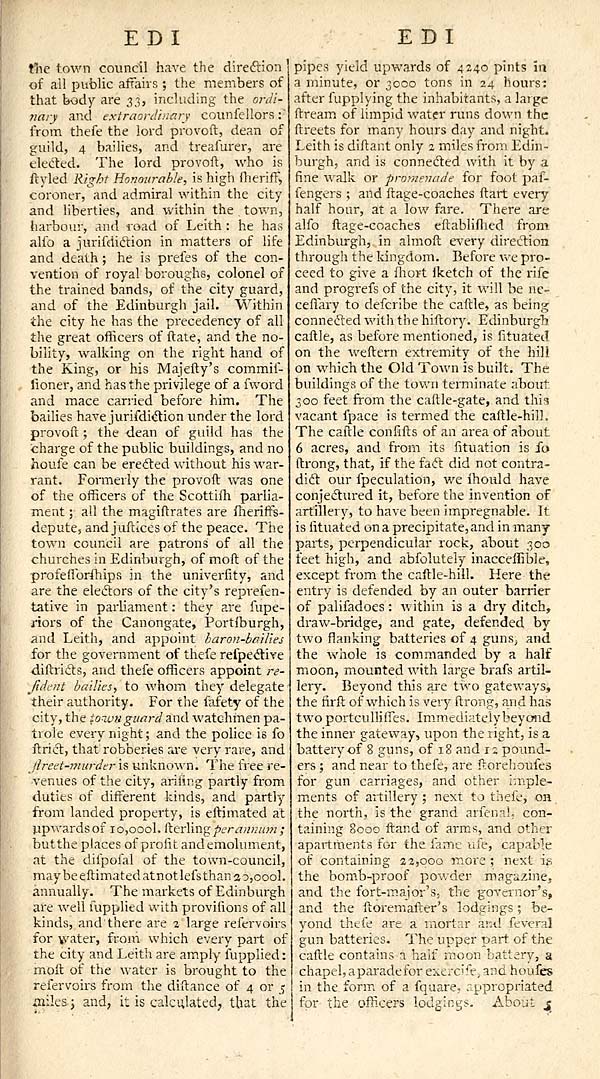 EDI
the town council have the direction
of all public affairs; the members of
that body are 33, including the ordi-
nary and extraordinary counſellors:
from theſe the lord provoſt, dean of
guild, 4 bailies, and treaſurer, are
elected. The lord provoſt, who is
ſtyled Right Honourable, is high ſheriff,
coroner, and admiral within the city
and liberties, and within the town,
harbour, and road of Leith: he has
alſo a juriſdiction in matters of life
and death; he is preſes of the con-
vention of royal boroughs, colonel of
the trained bands, of the city guard,
and of the Edinburgh jail. Within
the city he has the precedency of all
the great officers of ſtate, and the no-
bility, walking on the right hand of
the King, or his Majeſty's commiſ-
ſioner, and has the privilege of a ſword
and mace carried before him. The
bailies have juriſdiction under the lord
provoſt; the dean of guild has the
charge of the public buildings, and no
houſe can be erected without his war-
rant. Formerly the provoſt was one
of the officers of the Scottiſh parlia-
ment; all the magiſtrates are ſheriffs-
depute, and juſtices of the peace. The
town council are patrons of all the
churches in Edinburgh, of moſt of the
profeſſorſhips in the univerſity, and
are the electors of the city's repreſen-
tative in parliament: they are ſupe-
riors of the Canongate, Portſburgh,
and Leith, and appoint baron-bailies
for the government of theſe reſpective
diſtricts, and theſe officers appoint re-
ſident bailies, to whom they delegate
their authority. For the ſafety of the
city, the town guard and watchmen pa-
trole every night; and the police is ſo
ſtrict, that robberies are very rare, and
ſtreet-murder is unknown. The free re-
venues of the city, ariſing partly from
duties of different kinds, and partly
from landed property, is eſtimated at
upwards of 10,000l. ſterling per annum;
but the places of profit and emolument,
at the diſpoſal of the town-council,
may be eſtimated at not leſs than 20,000l.
annually. The markets of Edinburgh
are well ſupplied with proviſions of all
kinds, and there are 2 large reſervoirs
for water, from which every part of
the city and Leith are amply ſupplied:
moſt of the water is brought to the
reſervoirs from the diſtance of 4 or 5
miles; and, it is calculated, that the
EDI
pipes yield upwards of 4240 pints in
a minute, or 3000 tons in 24 hours:
after ſupplying the inhabitants, a large
ſtream of limpid water runs down the
ſtreets for many hours day and night.
Leith is diſtant only 2 miles from Edin-
burgh, and is connected with it by a
fine walk or promenade for foot paſ-
ſengers; and ſtage-coaches ſtart every
half hour, at a low fare. There are
alſo ſtage-coaches eſtabliſhed from
Edinburgh, in almoſt every direction
through the kingdom. Before we pro-
ceed to give a ſhort ſketch of the riſe
and progreſs of the city, it will be ne-
ceſſary to deſcribe the caſtle, as being
connected with the hiſtory. Edinburgh
caſtle, as before mentioned, is ſituated
on the weſtern extremity of the hill
on which the Old Town is built. The
buildings of the town terminate about
300 feet from the caſtle-gate, and this
vacant ſpace is termed the caſtle-hill.
The caſtle conſiſts of an area of about
6 acres, and from its ſituation is ſo
ſtrong, that, if the fact did not contra-
dict our ſpeculation, we ſhould have
conjectured it, before the invention of
artillery, to have been impregnable. It
is ſituated on a precipitate, and in many
parts, perpendicular rock, about 300
feet high, and abſolutely inacceſſible,
except from the caſtle-hill. Here the
entry is defended by an outer barrier
of paliſadoes: within is a dry ditch,
draw-bridge, and gate, defended by
two flanking batteries of 4 guns, and
the whole is commanded by a half
moon, mounted with large braſs artil-
lery. Beyond this are two gateways,
the firſt of which is very ſtrong, and has
two portculliſſes. Immediately beyond
the inner gateway, upon the right, is a
battery of 8 guns, of 18 and 12 pound-
ers; and near to theſe, are ſtorehouſes
for gun carriages, and other imple-
ments of artillery; next to theſe, on
the north, is the grand arſenal, con-
taining 8000 ſtand of arms, and other
apartments for the ſame uſe, capable
of containing 22,000 more; next is
the bomb-proof powder magazine,
and the fort-major's, the governor's,
and the ſtoremaſter's lodgings; be-
yond theſe are a mortar and ſeveral
gun batteries. The upper part of the
caſtle contains a half moon battery, a
chapel, a parade for exerciſe, and houſes
in the form of a ſquare, appropriated
for the officers lodgings. About 5